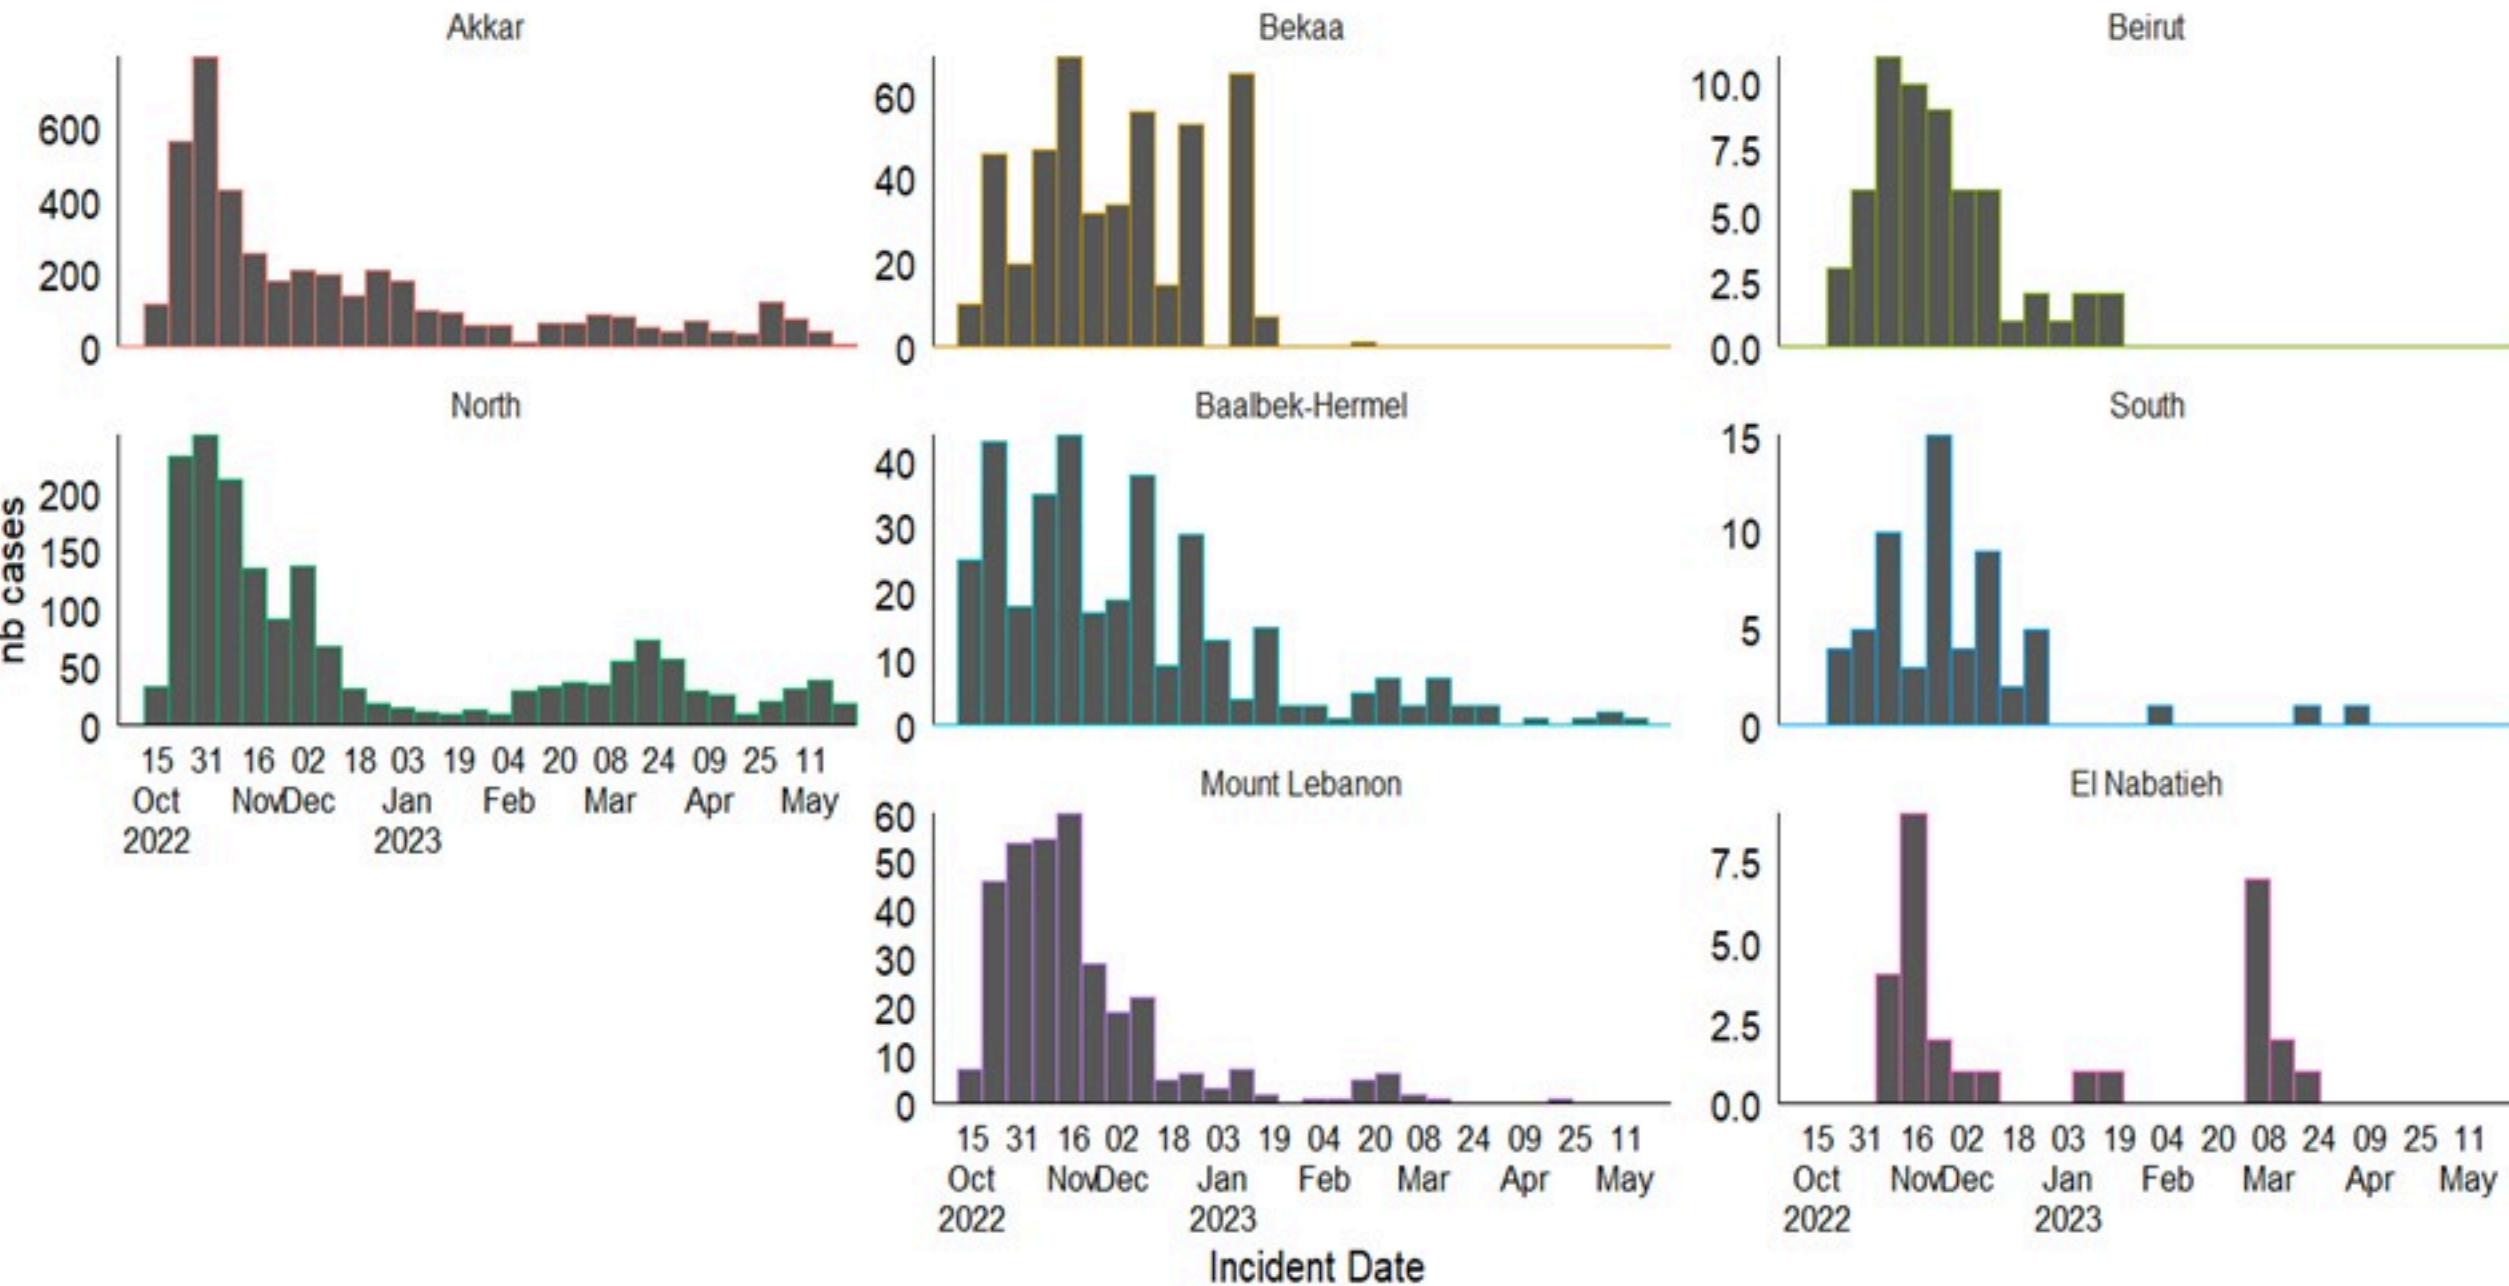 Akkar
600
400
200
0
Bekaa
60
40
20
0
Beirut
10.0
7.5
5.0
2.5
0.0
nb cases
North
200
150
100
50
0
15 31 16 02 18 03 19 04 20 08 24 09 25 11
Oct NovDec Jan Feb Mar Apr May
2022 2023
Baalbek-Hermel
40
30
20
10
0
South
15
10
5
0
Mount Lebanon
60
50
40
30
20
10
0
15 31 16 02 18 03 19 04 20 08 24 09 25 11
Oct NovDec Jan Feb Mar Apr May
2022 2023
El Nabatieh
7.5
5.0
2.5
0.0
15 31 16 02 18 03 19 04 20 08 24 09 25 11
Oct NovDec Jan Feb Mar Apr May
2022 2023
Incident Date